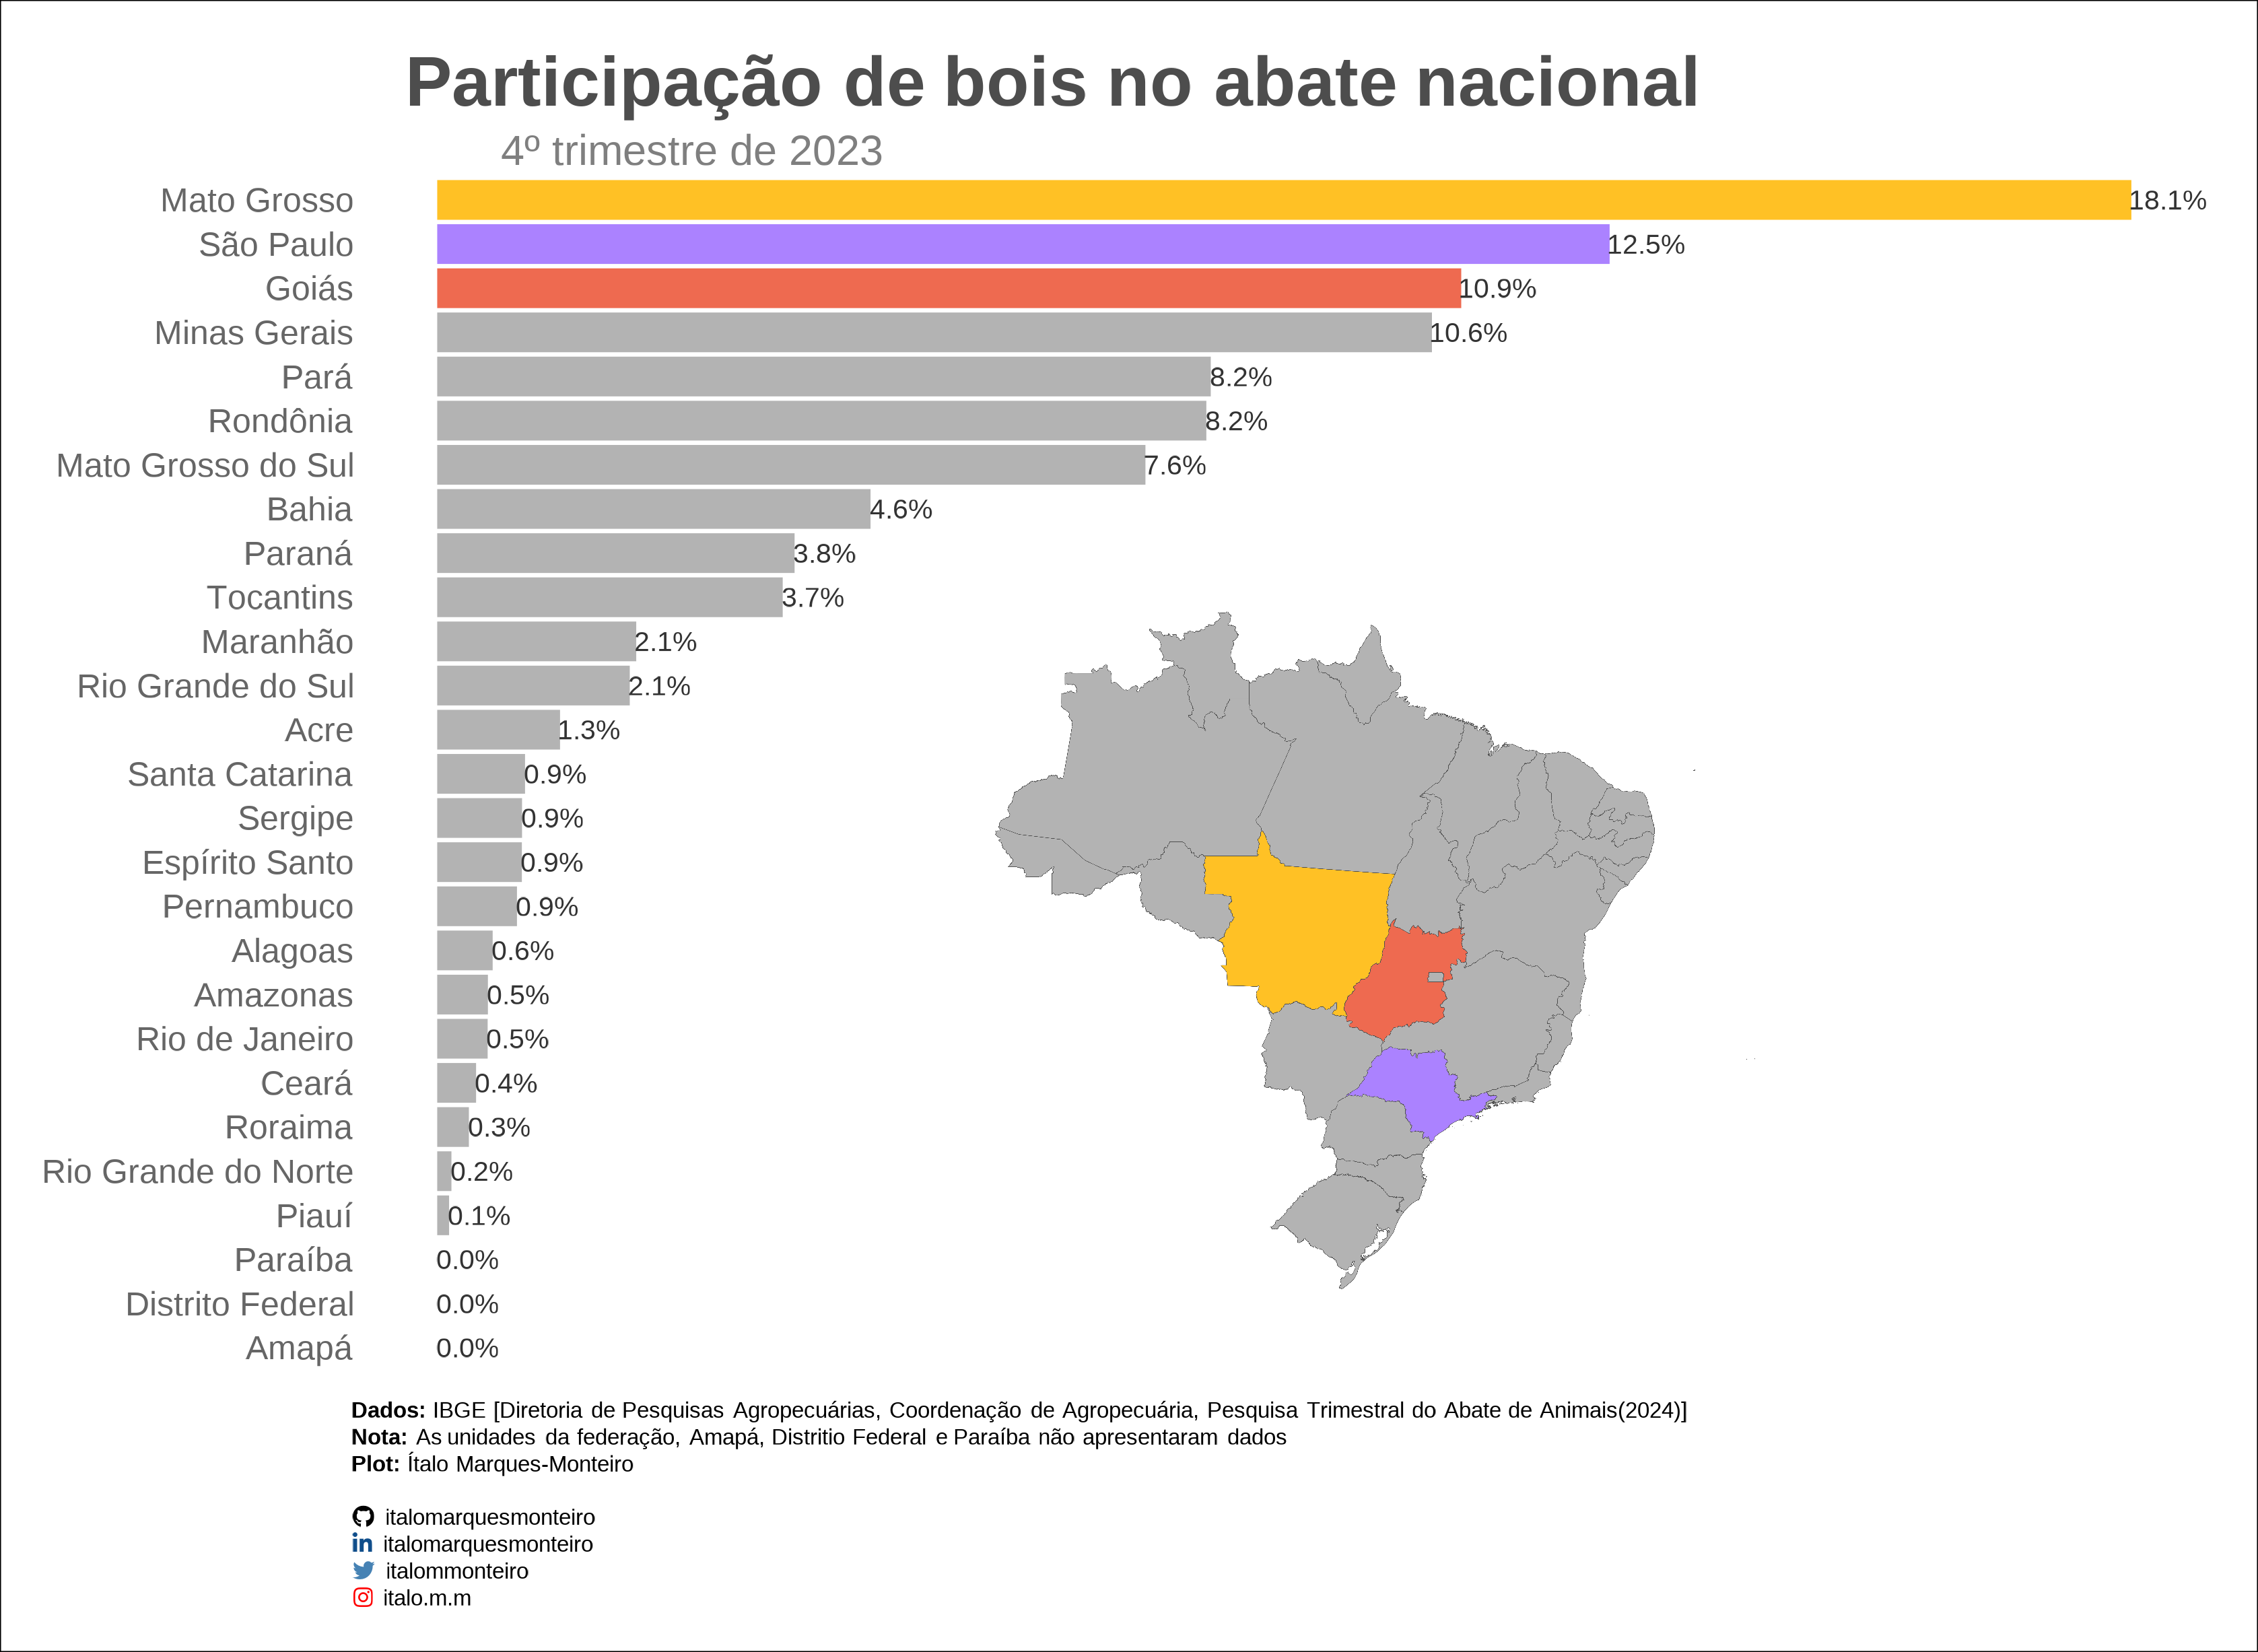 Participação de bois no abate nacional
4º trimestre de 2023
Mato Grosso 18.1%
São Paulo 12.5%
Goiás 10.9%
Minas Gerais 10.6%
Pará 8.2%
Rondônia 8.2%
Mato Grosso do Sul 7.6%
Bahia 4.6%
Paraná 3.8%
Tocantins 3.7%
Maranhão 2.1%
Rio Grande do Sul 2.1%
Acre 1.3%
Santa Catarina 0.9%
Sergipe 0.9%
Espírito Santo 0.9%
Pernambuco 0.9%
Alagoas 0.6%
Amazonas 0.5%
Rio de Janeiro 0.5%
Ceará 0.4%
Roraima 0.3%
Rio Grande do Norte 0.2%
Piauí 0.1%
Paraíba 0.0%
Distrito Federal 0.0%
Amapá 0.0%
Dados: IBGE [Diretoria de Pesquisas Agropecuárias, Coordenação de Agropecuária, Pesquisa Trimestral do Abate de Animais(2024)]
Nota: As unidades da federação, Amapá, Distritio Federal e Paraíba não apresentaram dados
Plot: Ítalo Marques-Monteiro
italomarquesmonteiro
italomarquesmonteiro
italommonteiro
italo.m.m